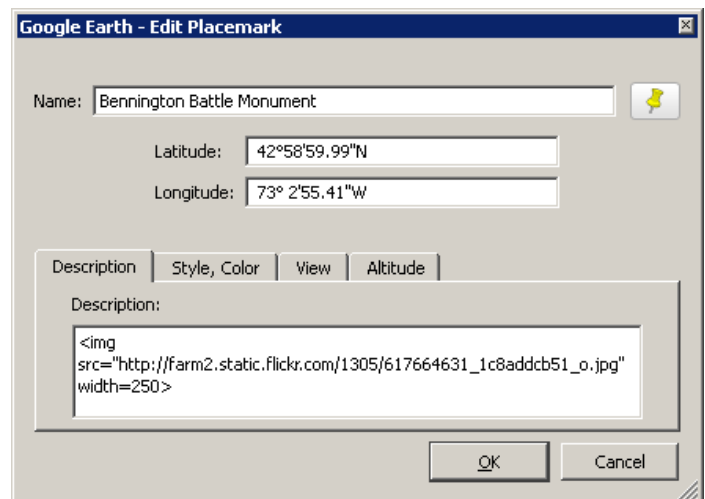 Google Earth - Edit Placemark
Name: Bennington Battle Monument
Latitude: 42°58'59.99"N
Longitude: 73° 2'55.41"W
Description Style, Color View Altitude
Description:
<img
src="http://farm2.static.flickr.com/1305/617664631_1c8addcb51_o.jpg"
width=250>
OK Cancel